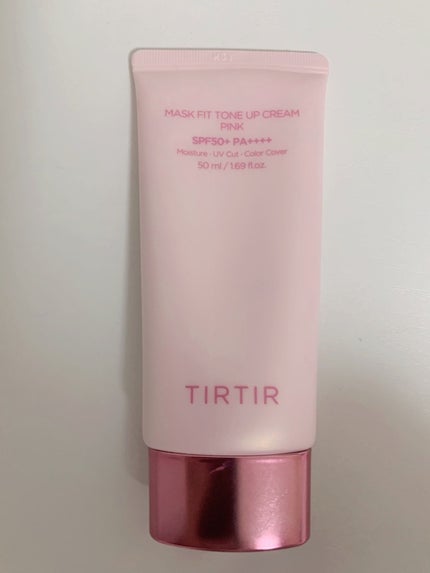 MASK FIT TONE UP CREAM
PINK
SPF50+ PA++++
Moisture · UV Cut · Color Cover
50 ml / 1.69 fl.oz.
TIRTIR